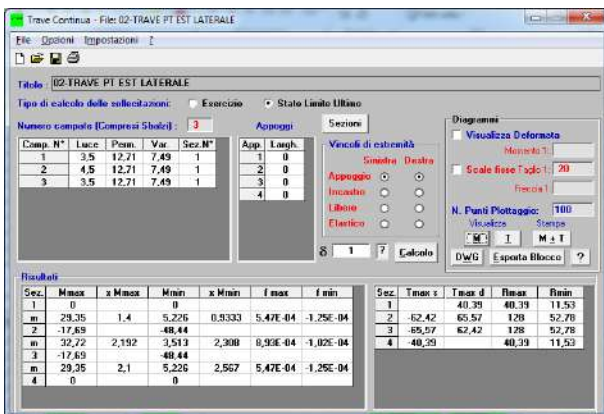 Trave Continua - File: 02-TRAVE PT EST LATERALE
File Opzioni Impostazioni ?
Titolo : 02-TRAVE PT EST LATERALE
Tipo di calcolo delle sollecitazioni: Esercizio Stato Limite Ultimo
Numero campate (Compresi Sbalzi) : 3
Camp. N° Luce Perm. Var. Sez.N°
1 3,5 12,71 7,49 1
2 4,5 12,71 7,49 1
3 3,5 12,71 7,49 1
Appoggi
App. Largh.
1 0
2 0
3 0
4 0
Sezioni
Vincoli di estremità
Sinistra Destra
Appoggio
Incastro
Libero
Elastico
δ 1 ? Calcolo
Diagrammi
Visualizza Deformata
Momento 1:
Scale fisse Taglio 1: 20
Freccia 1:
N. Punti Plottaggio: 100
Visualizza Stampa
M T M + T
DWG Esporta Blocco ?
Risultati
Sez. Mmax x Mmax Mmin x Mmin f max f min
1 0 0
m 29,35 1,4 5,226 0,9333 5,47E-04 -1,25E-04
2 -17,69 -48,44
m 32,72 2,192 3,513 2,308 8,93E-04 -1,02E-04
3 -17,69 -48,44
m 29,35 2,1 5,226 2,567 5,47E-04 -1,25E-04
4 0 0
Sez. Tmax s Tmax d Rmax Rmin
1 40,39 40,39 11,53
2 -62,42 65,57 128 52,78
3 -65,57 62,42 128 52,78
4 -40,39 40,39 11,53